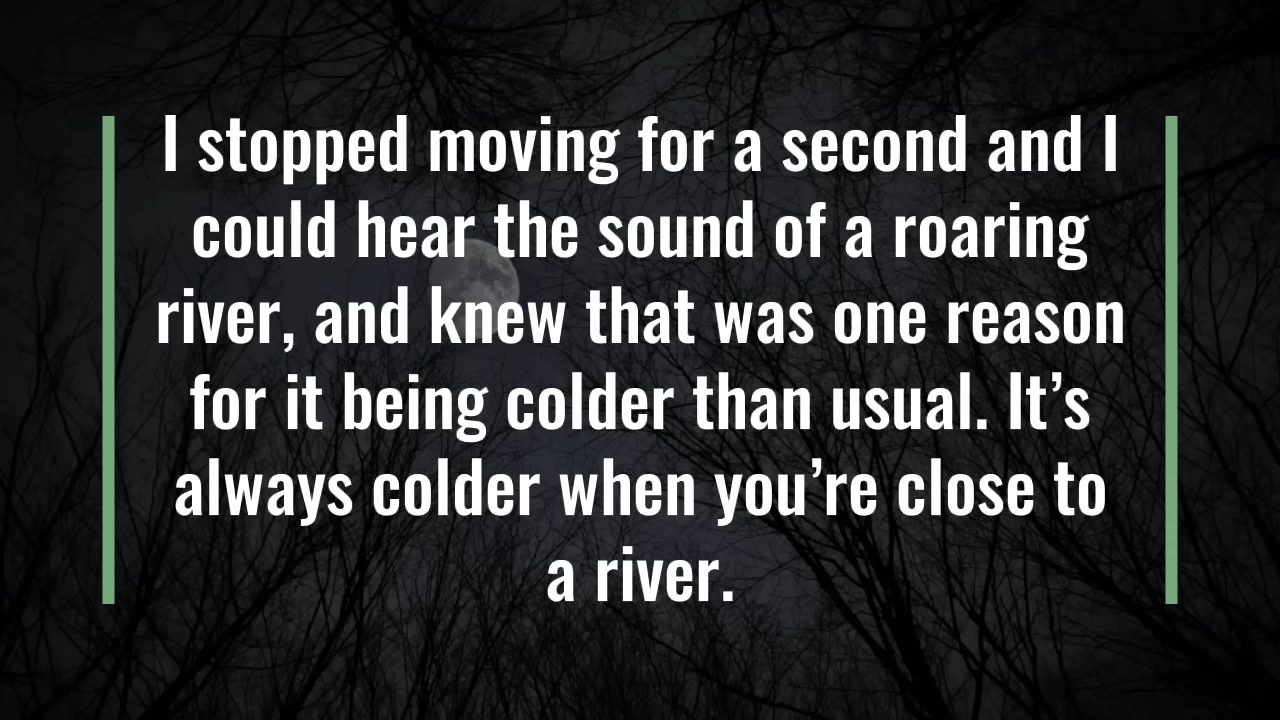 I stopped moving for a second and I
could hear the sound of a roaring
river, and knew that was one reason
for it being colder than usual. It’s
always colder when you’re close to
a river.